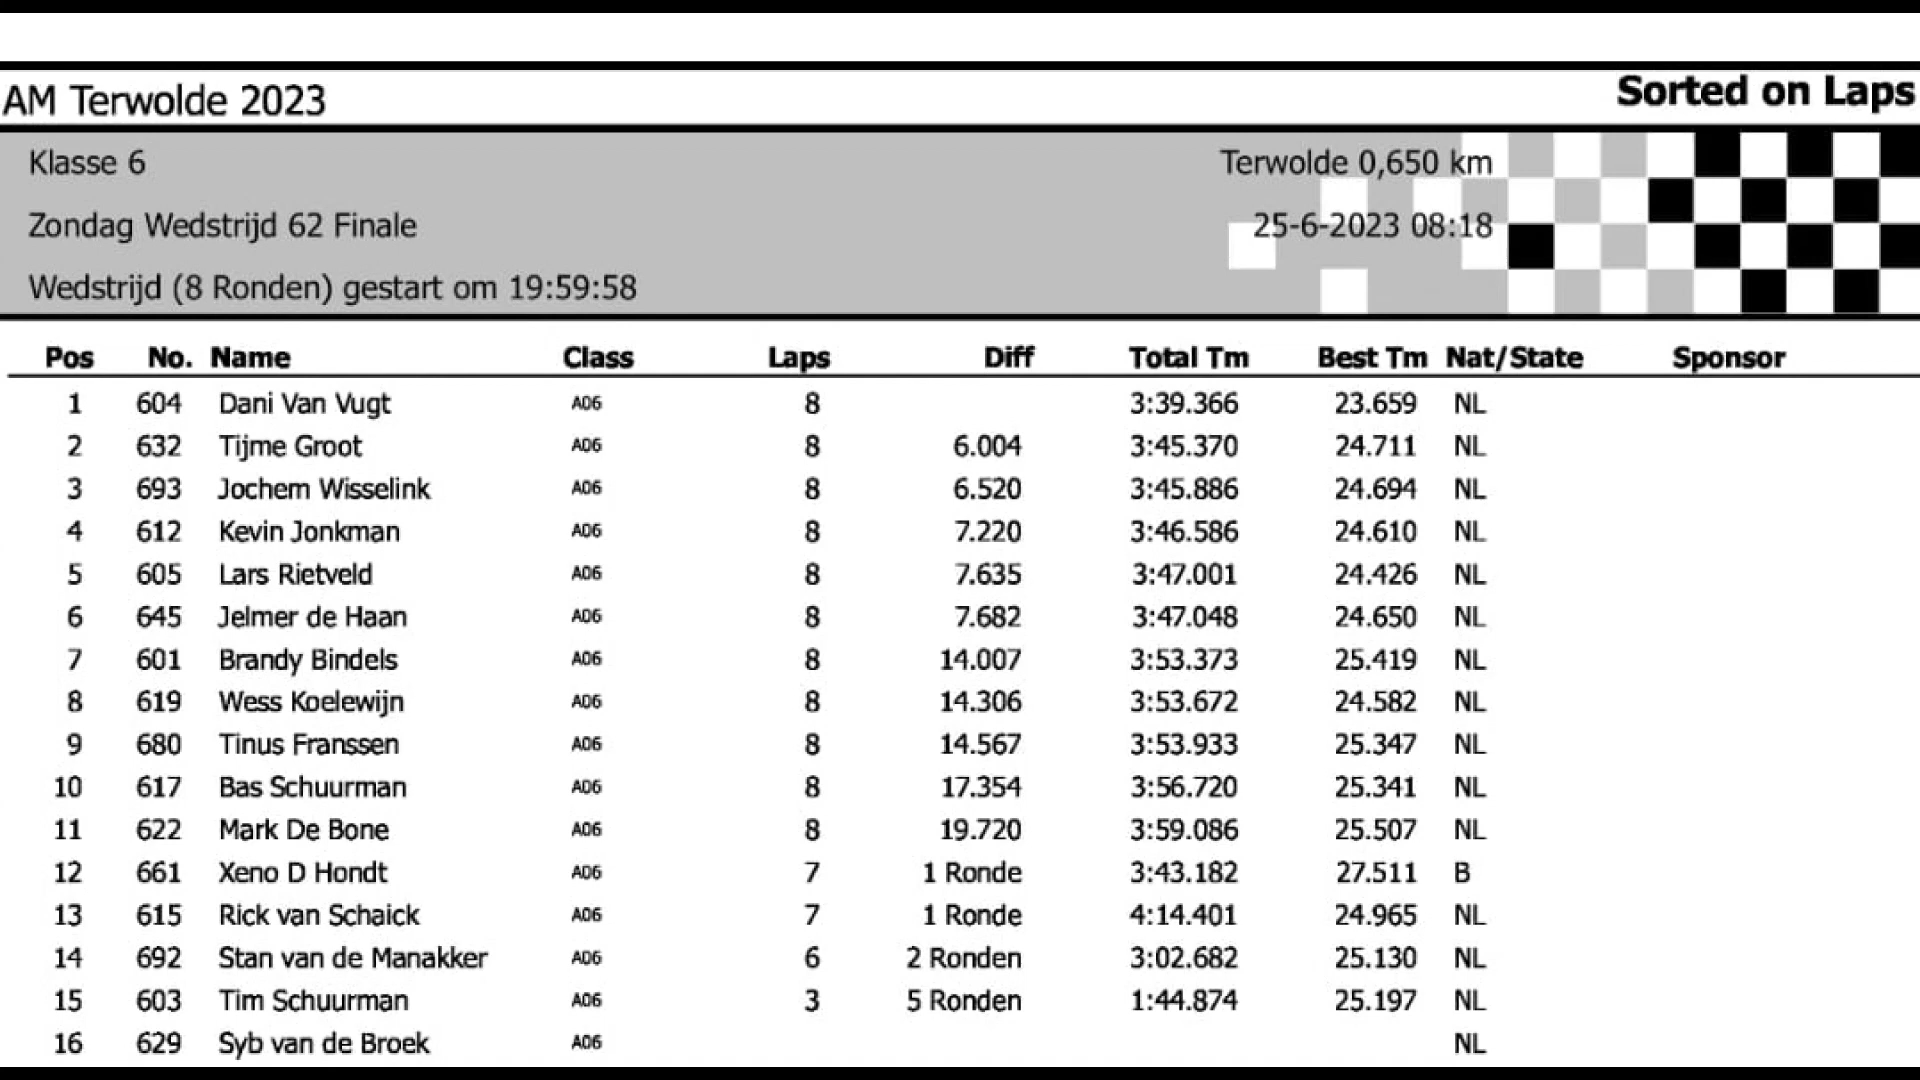 AM Terwolde 2023 Sorted on Laps
Klasse 6 Terwolde 0,650 km
Zondag Wedstrijd 62 Finale 25-6-2023 08:18
Wedstrijd (8 Ronden) gestart om 19:59:58
Pos No. Name Class Laps Diff Total Tm Best Tm Nat/State Sponsor
1 604 Dani Van Vugt A06 8 3:39.366 23.659 NL
2 632 Tijme Groot A06 8 6.004 3:45.370 24.711 NL
3 693 Jochem Wisselink A06 8 6.520 3:45.886 24.694 NL
4 612 Kevin Jonkman A06 8 7.220 3:46.586 24.610 NL
5 605 Lars Rietveld A06 8 7.635 3:47.001 24.426 NL
6 645 Jelmer de Haan A06 8 7.682 3:47.048 24.650 NL
7 601 Brandy Bindels A06 8 14.007 3:53.373 25.419 NL
8 619 Wess Koelewijn A06 8 14.306 3:53.672 24.582 NL
9 680 Tinus Franssen A06 8 14.567 3:53.933 25.347 NL
10 617 Bas Schuurman A06 8 17.354 3:56.720 25.341 NL
11 622 Mark De Bone A06 8 19.720 3:59.086 25.507 NL
12 661 Xeno D Hondt A06 7 1 Ronde 3:43.182 27.511 B
13 615 Rick van Schaick A06 7 1 Ronde 4:14.401 24.965 NL
14 692 Stan van de Manakker A06 6 2 Ronden 3:02.682 25.130 NL
15 603 Tim Schuurman A06 3 5 Ronden 1:44.874 25.197 NL
16 629 Syb van de Broek A06 NL